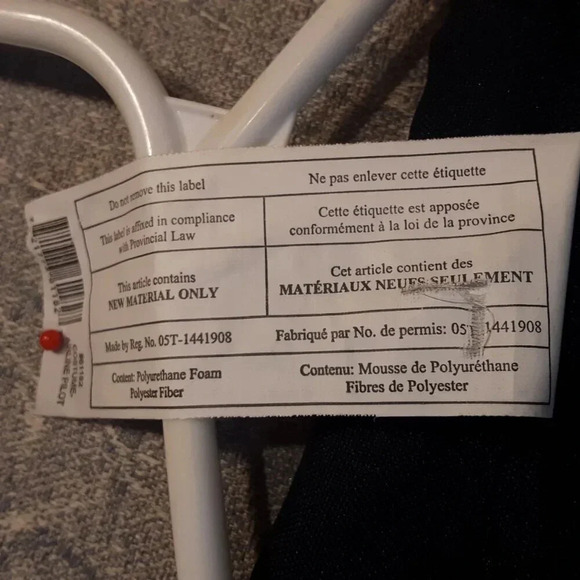 Do not remove this label
Ne pas enlever cette étiquette
This label is affixed in compliance
with Provincial Law
Cette étiquette est apposée
conformément à la loi de la province
This article contains
NEW MATERIAL ONLY
Cet article contient des
MATÉRIAUX NEUFS SEULEMENT
Made by Reg. No. 05T-1441908
Fabriqué par No. de permis: 05T 1441908
Content: Polyurethane Foam
Polyester Fiber
Contenu: Mousse de Polyuréthane
Fibres de Polyester
COSTUME,
PILOT